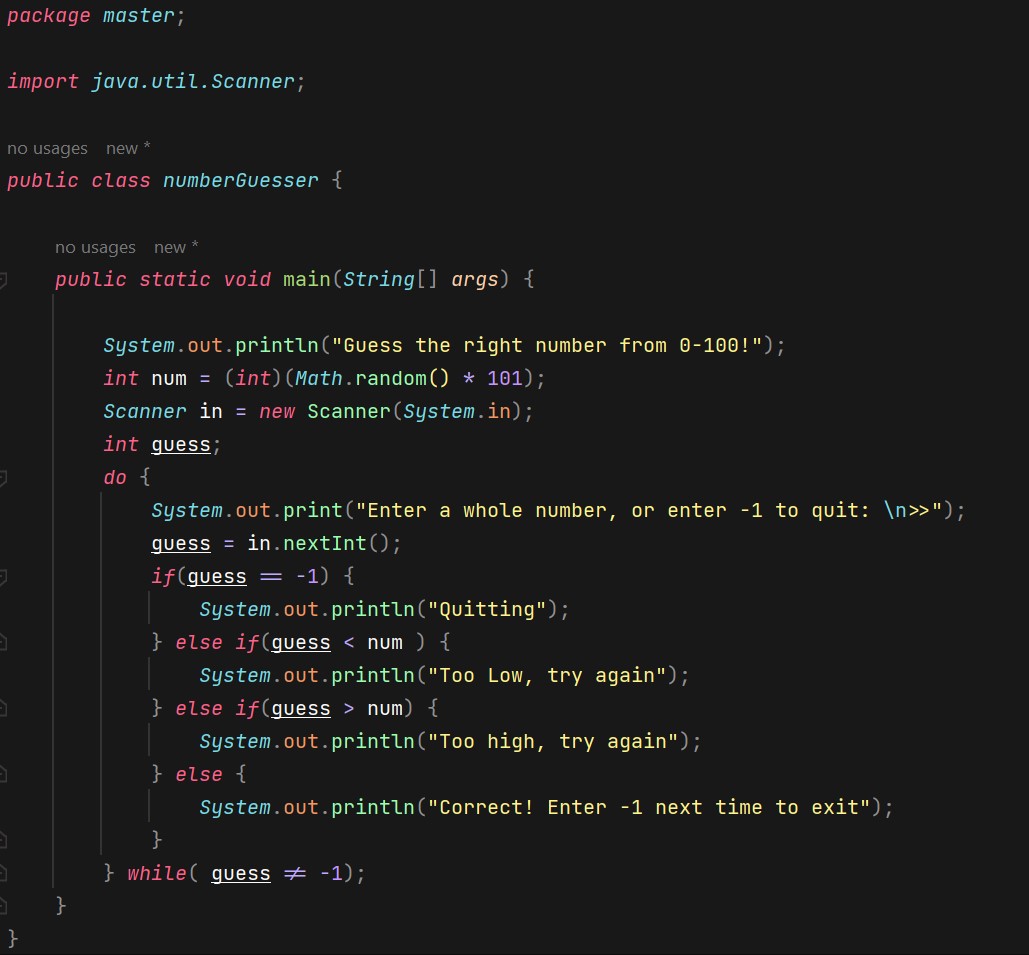 package master;
import java.util.Scanner;
no usages   new *
public class numberGuesser {
no usages   new *
public static void main(String[] args) {
System.out.println("Guess the right number from 0-100!");
int num = (int)(Math.random() * 101);
Scanner in = new Scanner(System.in);
int guess;
do {
System.out.print("Enter a whole number, or enter -1 to quit: \n>>");
guess = in.nextInt();
if(guess == -1) {
System.out.println("Quitting");
} else if(guess < num ) {
System.out.println("Too Low, try again");
} else if(guess > num) {
System.out.println("Too high, try again");
} else {
System.out.println("Correct! Enter -1 next time to exit");
}
} while( guess != -1);
}
}